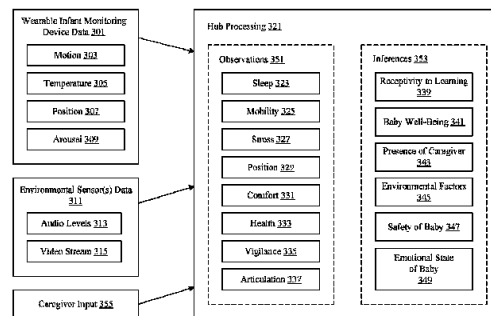 Wearable Infant Monitoring
Device Data 301
Motion 303
Temperature 305
Position 307
Arousal 309
Environmental Sensor(s) Data
311
Audio Levels 313
Video Stream 315
Caregiver Input 355
Hub Processing 321
Observations 351
Sleep 323
Mobility 325
Stress 327
Position 329
Comfort 331
Health 333
Vigilance 335
Articulation 337
Inferences 353
Receptivity to Learning
339
Baby Well-Being 341
Presence of Caregiver
343
Environmental Factors
345
Safety of Baby 347
Emotional State
of Baby
349